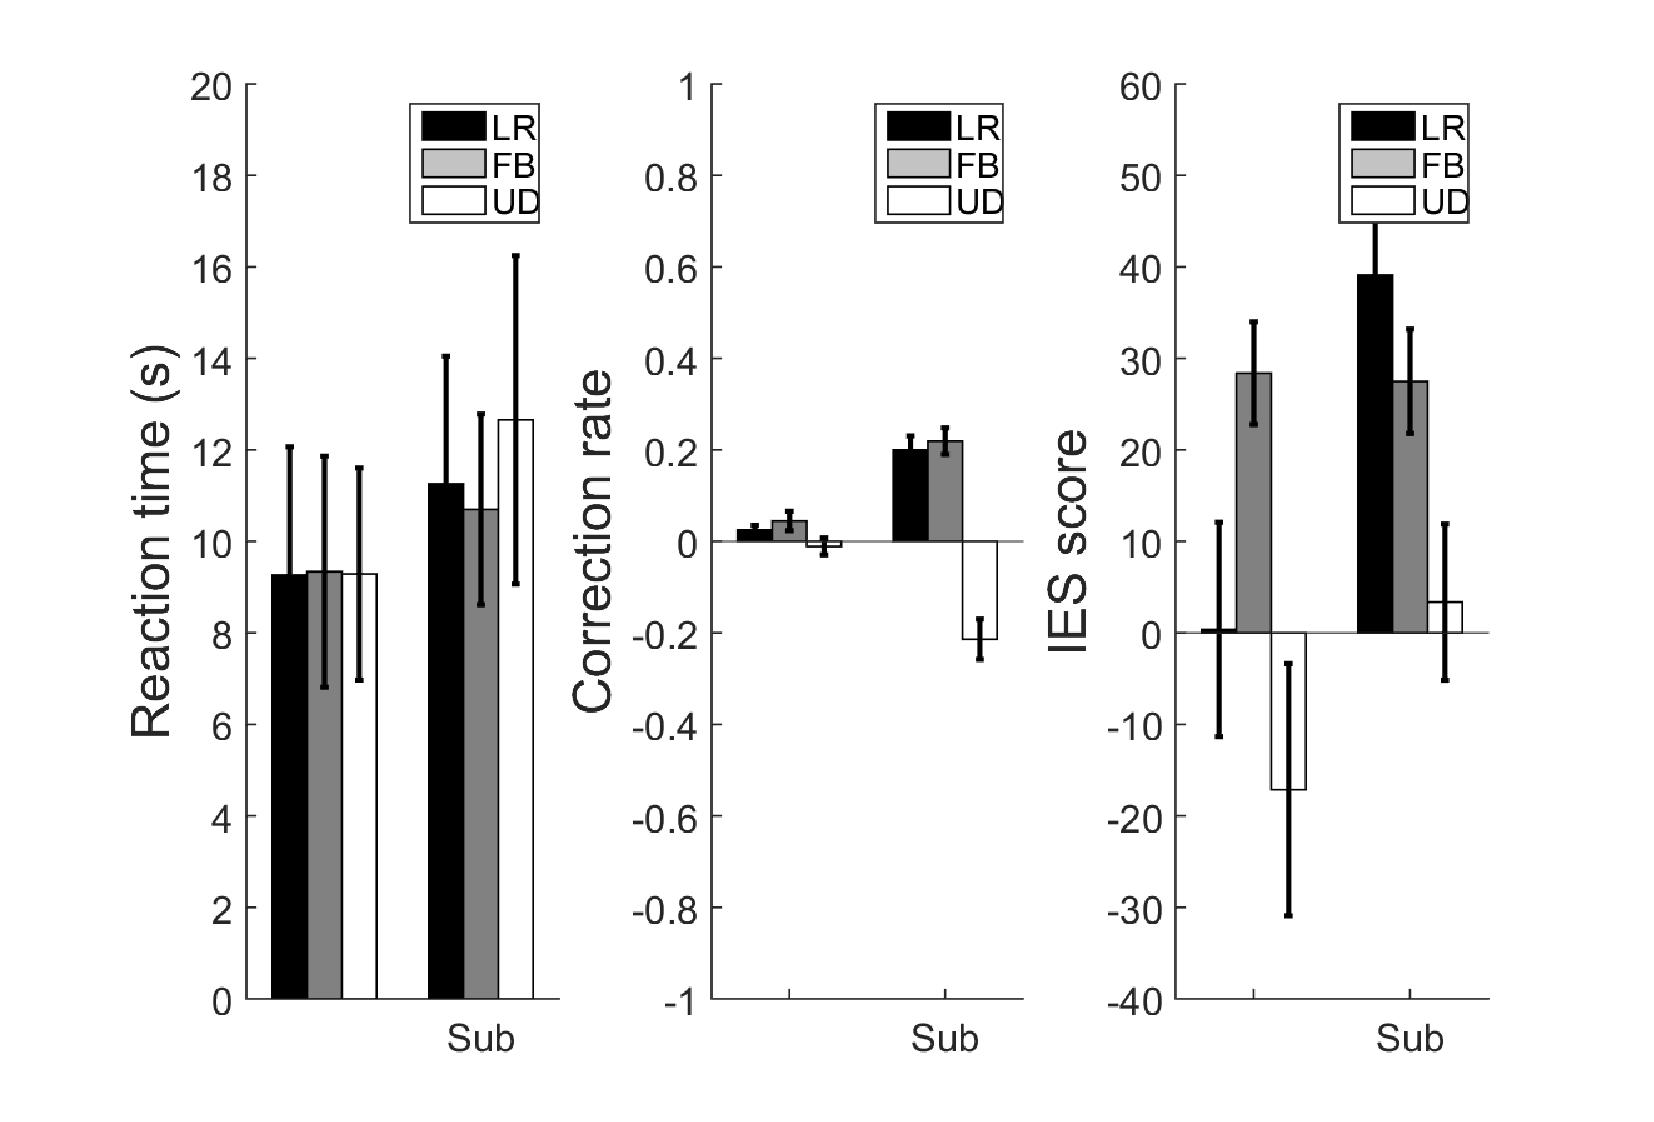 Reaction time (s)
20
18
16
14
12
10
8
6
4
2
0
LR
FB
UD
Sub
Correction rate
1
0.8
0.6
0.4
0.2
0
-0.2
-0.4
-0.6
-0.8
-1
LR
FB
UD
Sub
IES score
60
50
40
30
20
10
0
-10
-20
-30
-40
LR
FB
UD
Sub